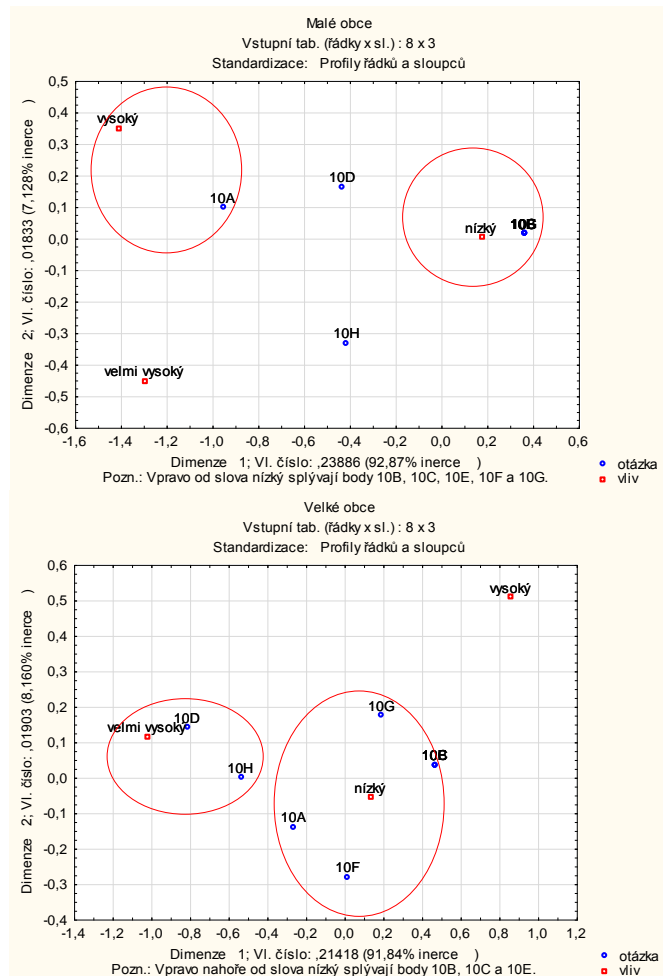 Malé obce
Vstupní tab. (řádky x sl.) : 8 x 3
Standardizace: Profily řádků a sloupců
Dimenze 2; Vl. číslo: ,01833 (7,128% inerce )
0,5
0,4
0,3
0,2
0,1
0,0
-0,1
-0,2
-0,3
-0,4
-0,5
-0,6
vysoký
10A
10D
nízký
10H
velmi vysoký
-1,6 -1,4 -1,2 -1,0 -0,8 -0,6 -0,4 -0,2 0,0 0,2 0,4 0,6
Dimenze 1; Vl. číslo: ,23886 (92,87% inerce )
Pozn.: Vpravo od slova nízký splývají body 10B, 10C, 10E, 10F a 10G.
otázka
vliv
Velké obce
Vstupní tab. (řádky x sl.) : 8 x 3
Standardizace: Profily řádků a sloupců
Dimenze 2; Vl. číslo: ,01903 (8,160% inerce )
0,6
0,5
0,4
0,3
0,2
0,1
0,0
-0,1
-0,2
-0,3
-0,4
vysoký
10G
10D
velmi vysoký
10H
nízký
10A
10F
-1,4 -1,2 -1,0 -0,8 -0,6 -0,4 -0,2 0,0 0,2 0,4 0,6 0,8 1,0 1,2
Dimenze 1; Vl. číslo: ,21418 (91,84% inerce )
Pozn.: Vpravo nahoře od slova nízký splývají body 10B, 10C a 10E.
otázka
vliv